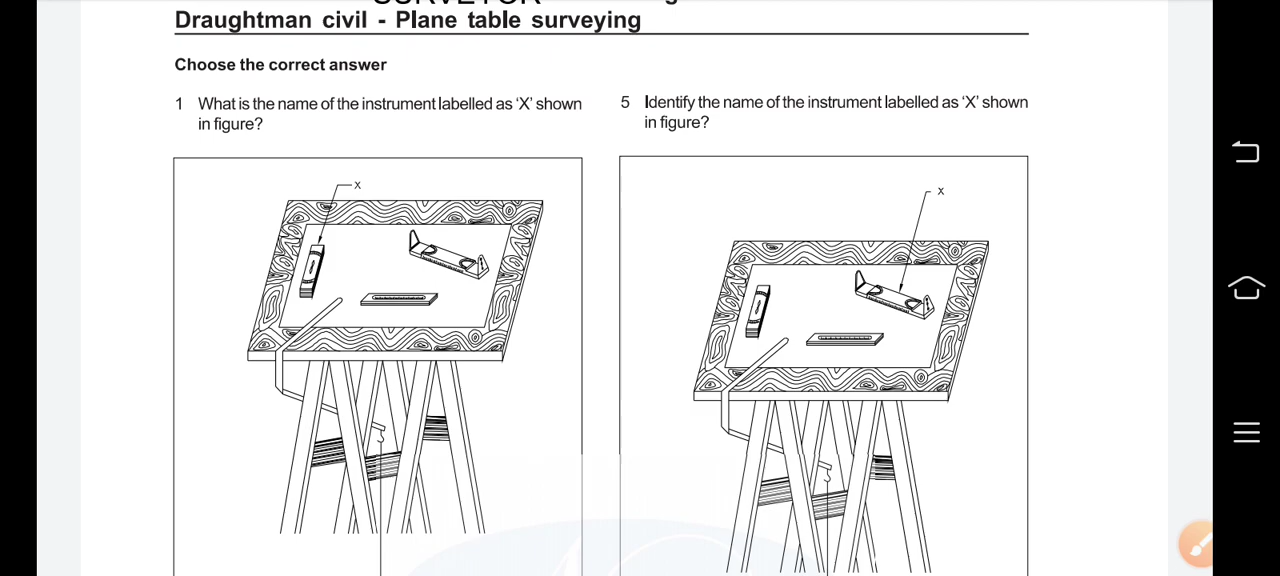 SURVEYOR
Draughtman civil - Plane table surveying
Choose the correct answer
1 What is the name of the instrument labelled as ‘X’ shown
in figure?
X
5 Identify the name of the instrument labelled as ‘X’ shown
in figure?
X